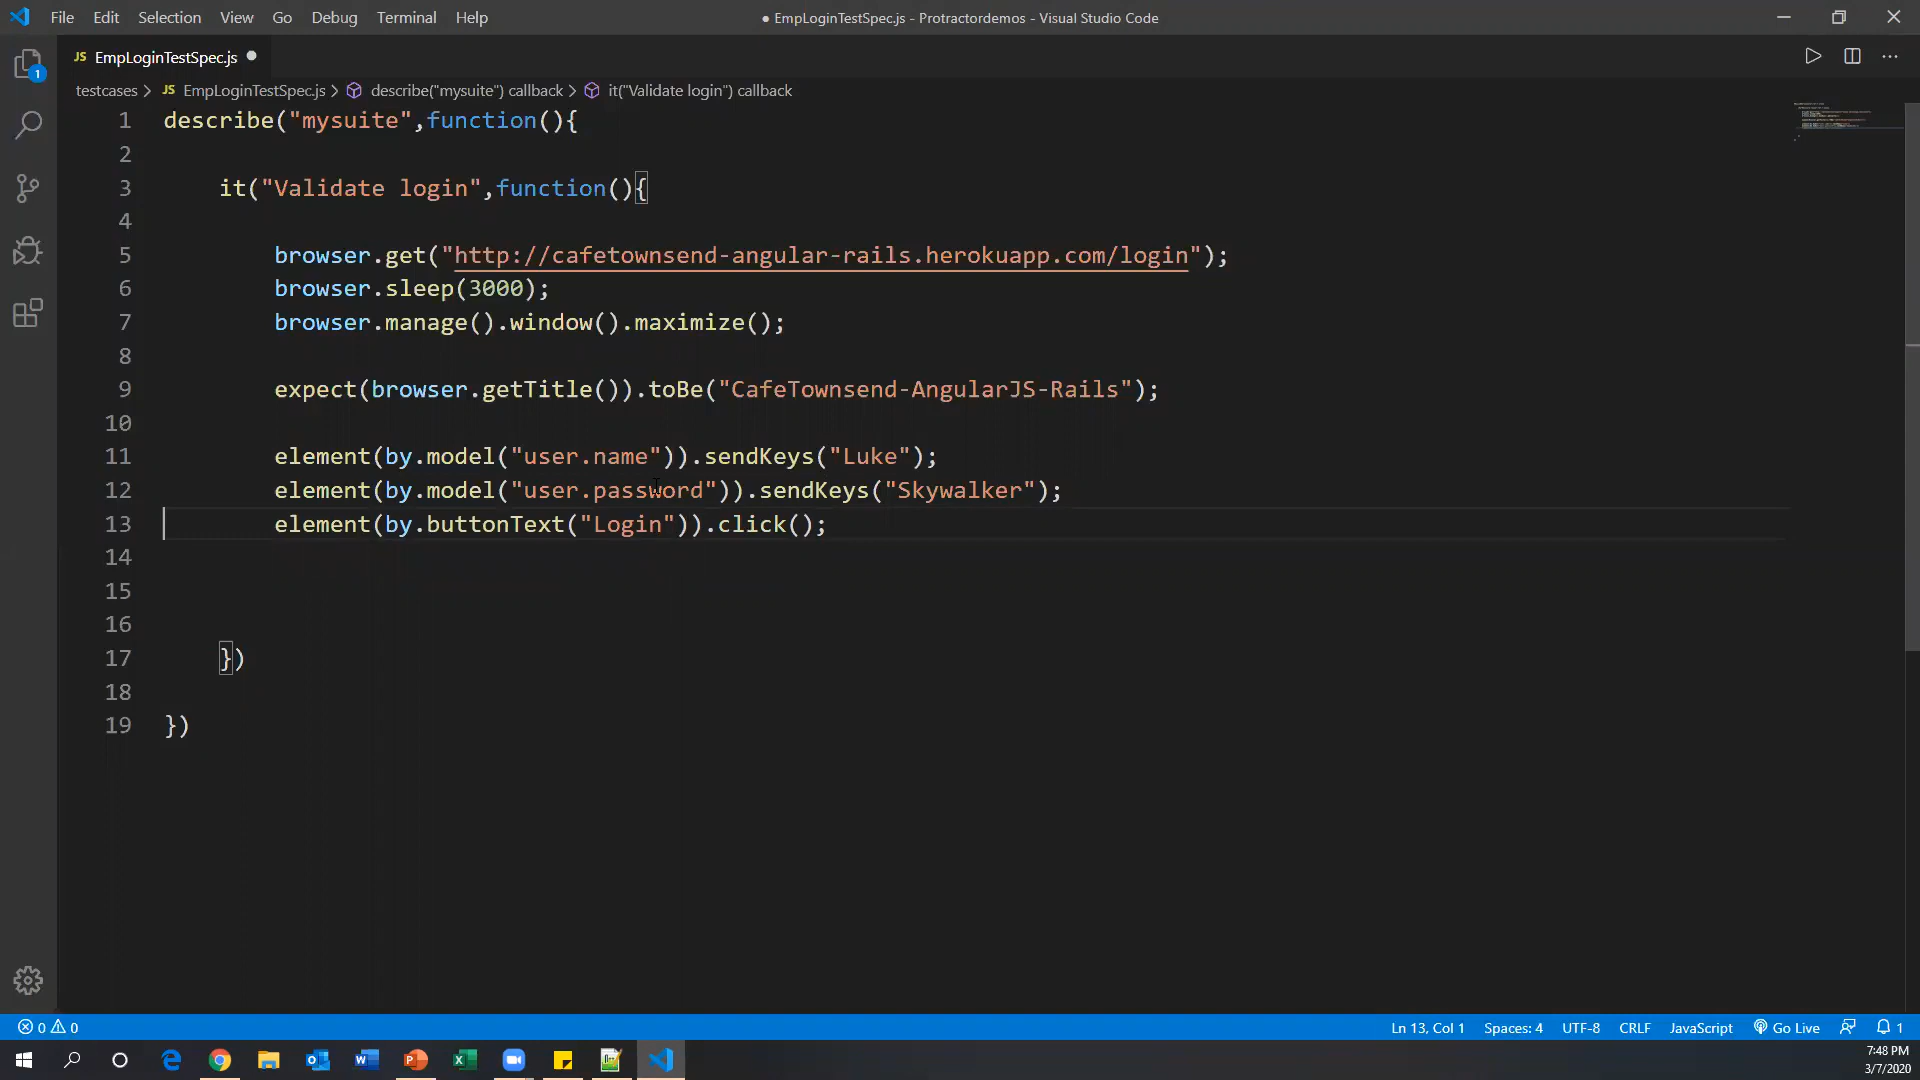 File Edit Selection View Go Debug Terminal Help
● EmpLoginTestSpec.js - Protractordemos - Visual Studio Code
1
JS EmpLoginTestSpec.js ●
testcases > JS EmpLoginTestSpec.js > describe("mysuite") callback > it("Validate login") callback
1 describe("mysuite",function(){
2
3 it("Validate login",function(){
4
5 browser.get("http://cafetownsend-angular-rails.herokuapp.com/login");
6 browser.sleep(3000);
7 browser.manage().window().maximize();
8
9 expect(browser.getTitle()).toBe("CafeTownsend-AngularJS-Rails");
10
11 element(by.model("user.name")).sendKeys("Luke");
12 element(by.model("user.password")).sendKeys("Skywalker");
13 element(by.buttonText("Login")).click();
14
15
16
17 })
18
19 })
0 0
Ln 13, Col 1 Spaces: 4 UTF-8 CRLF JavaScript Go Live 1
7:48 PM
3/7/2020